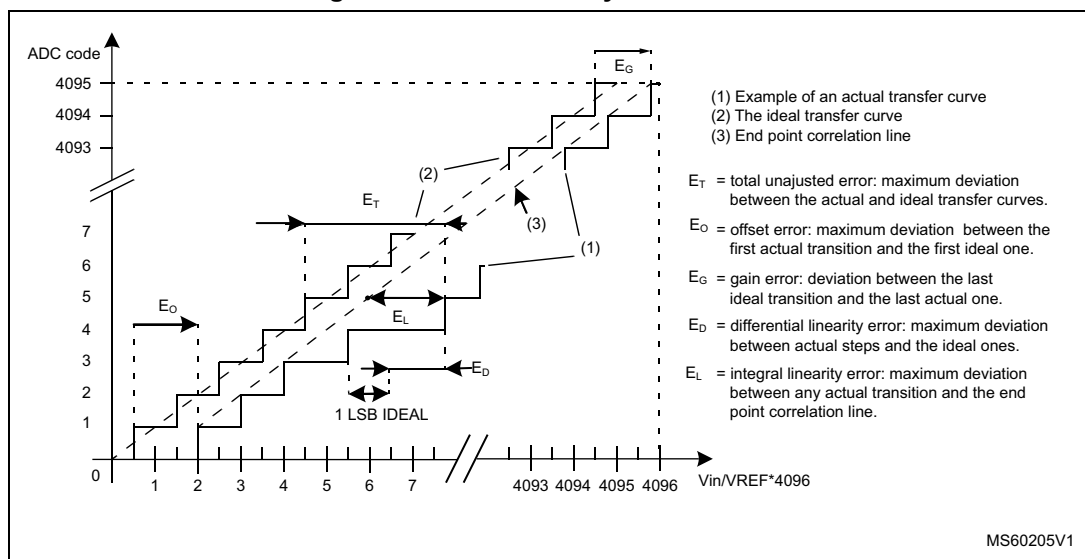 ADC code
E_G
4095
4094
4093
(1) Example of an actual transfer curve
(2) The ideal transfer curve
(3) End point correlation line
(2)
E_T
(3)
(1)
7
6
5
4
3
2
1
0
E_O
E_L
E_D
1 LSB IDEAL
E_T = total unajusted error: maximum deviation
between the actual and ideal transfer curves.
E_O = offset error: maximum deviation between the
first actual transition and the first ideal one.
E_G = gain error: deviation between the last
ideal transition and the last actual one.
E_D = differential linearity error: maximum deviation
between actual steps and the ideal ones.
E_L = integral linearity error: maximum deviation
between any actual transition and the end
point correlation line.
1 2 3 4 5 6 7 4093 4094 4095 4096
Vin/VREF*4096
MS60205V1